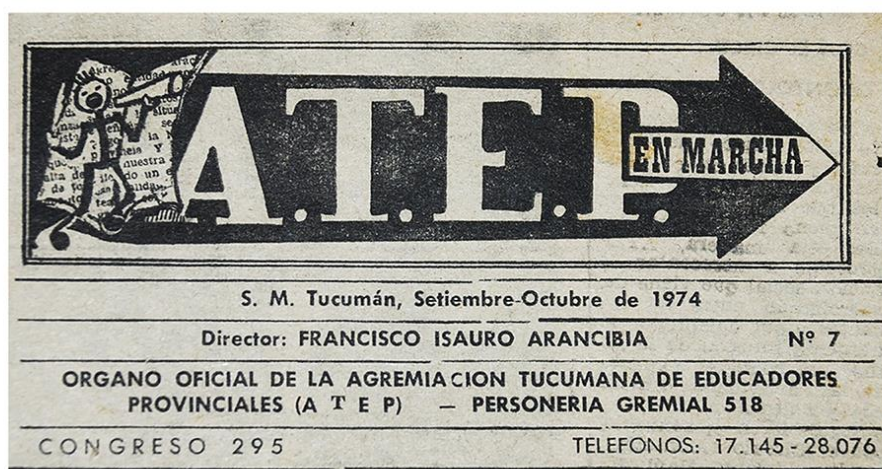 A.T.E.P.
EN MARCHA
S. M. Tucumán, Setiembre-Octubre de 1974
Director: FRANCISCO ISAURO ARANCIBIA Nº 7
ORGANO OFICIAL DE LA AGREMIACION TUCUMANA DE EDUCADORES
PROVINCIALES (A T E P) — PERSONERIA GREMIAL 518
CONGRESO 295 TELEFONOS: 17.145-28.076